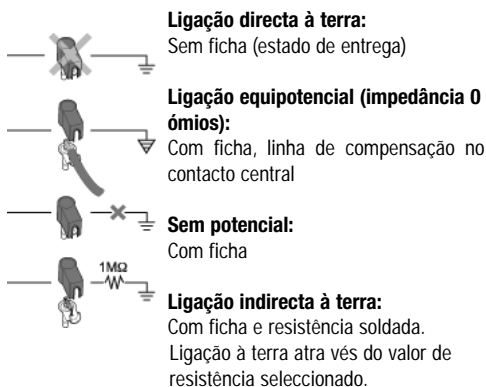 Ligação directa à terra:
Sem ficha (estado de entrega)
Ligação equipotencial (impedância 0
ómios):
Com ficha, linha de compensação no
contacto central
Sem potencial:
Com ficha
1MΩ
Ligação indirecta à terra:
Com ficha e resistência soldada.
Ligação à terra atra vés do valor de
resistência seleccionado.